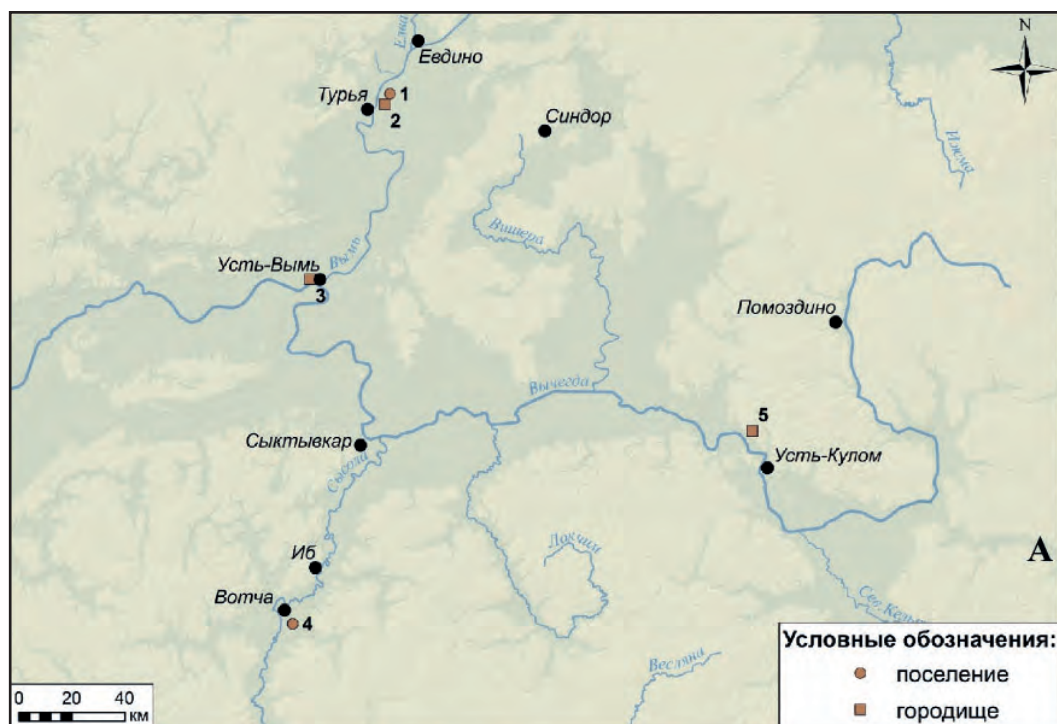 N
Елва
Евдино
Турья
1
2
Синдор
Ижма
Вишера
Усть-Вымь
Вымь
3
Помоздино
Вычегда
5
Сыктывкар
Усть-Кулом
Сысола
Иб
Локчим
А
Вотча
4
Сев.
Весляна
Условные обозначения:
поселение
городище
0 20 40
км